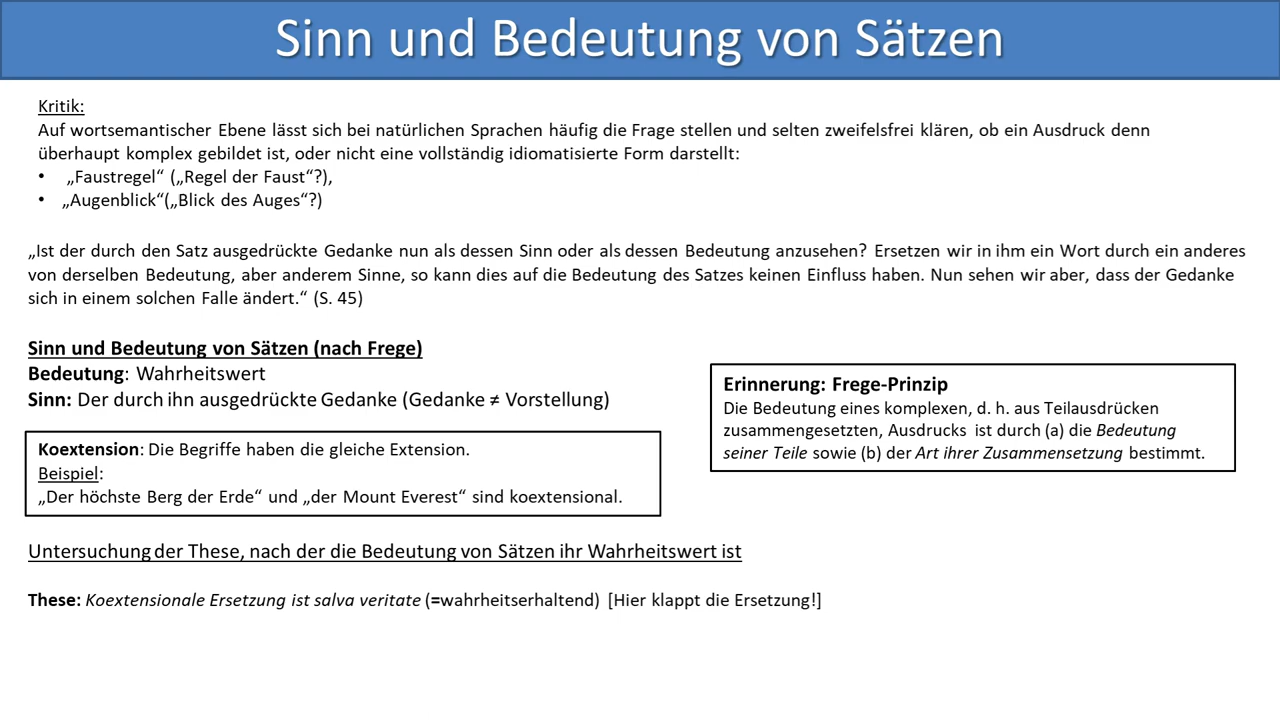 Sinn und Bedeutung von Sätzen
Kritik:
Auf wortsemantischer Ebene lässt sich bei natürlichen Sprachen häufig die Frage stellen und selten zweifelsfrei klären, ob ein Ausdruck denn
überhaupt komplex gebildet ist, oder nicht eine vollständig idiomatisierte Form darstellt:
• „Faustregel“ („Regel der Faust“?),
• „Augenblick“(„Blick des Auges“?)
„Ist der durch den Satz ausgedrückte Gedanke nun als dessen Sinn oder als dessen Bedeutung anzusehen? Ersetzen wir in ihm ein Wort durch ein anderes
von derselben Bedeutung, aber anderem Sinne, so kann dies auf die Bedeutung des Satzes keinen Einfluss haben. Nun sehen wir aber, dass der Gedanke
sich in einem solchen Falle ändert.“ (S. 45)
Sinn und Bedeutung von Sätzen (nach Frege)
Bedeutung: Wahrheitswert
Sinn: Der durch ihn ausgedrückte Gedanke (Gedanke ≠ Vorstellung)
Erinnerung: Frege-Prinzip
Die Bedeutung eines komplexen, d. h. aus Teilausdrücken
zusammengesetzten, Ausdrucks ist durch (a) die Bedeutung
seiner Teile sowie (b) der Art ihrer Zusammensetzung bestimmt.
Koextension: Die Begriffe haben die gleiche Extension.
Beispiel:
„Der höchste Berg der Erde“ und „der Mount Everest“ sind koextensional.
Untersuchung der These, nach der die Bedeutung von Sätzen ihr Wahrheitswert ist
These: Koextensionale Ersetzung ist salva veritate (=wahrheitserhaltend) [Hier klappt die Ersetzung!]